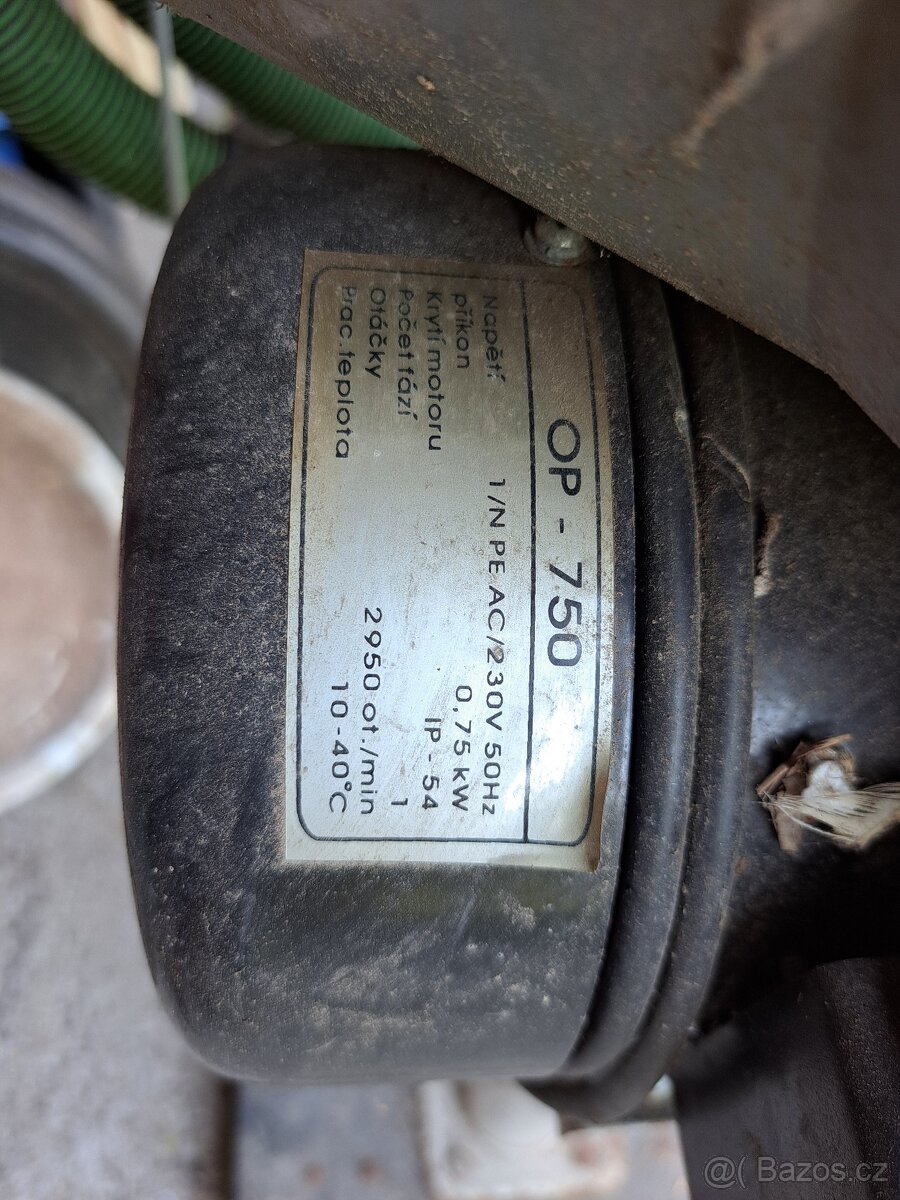 OP - 750
Napětí 1/N PE AC/230V 50Hz
příkon 0,75 kW
Krytí motoru IP - 54
Počet fází 1
Otáčky 2950 ot./min
Prac. teplota 10-40°C
@( Bazos.cz